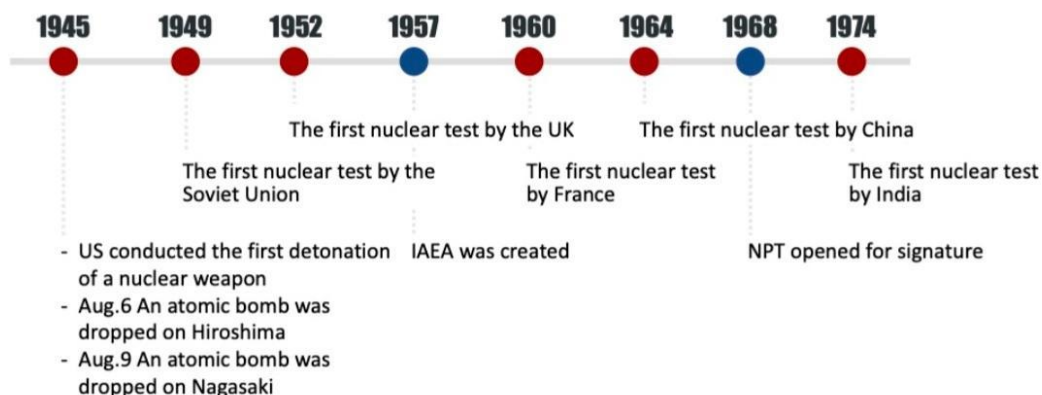 1945 1949 1952 1957 1960 1964 1968 1974
The first nuclear test by the UK
The first nuclear test by China
The first nuclear test by the
Soviet Union
The first nuclear test
by France
The first nuclear test
by India
- US conducted the first detonation
of a nuclear weapon
- Aug.6 An atomic bomb was
dropped on Hiroshima
- Aug.9 An atomic bomb was
dropped on Nagasaki
IAEA was created
NPT opened for signature